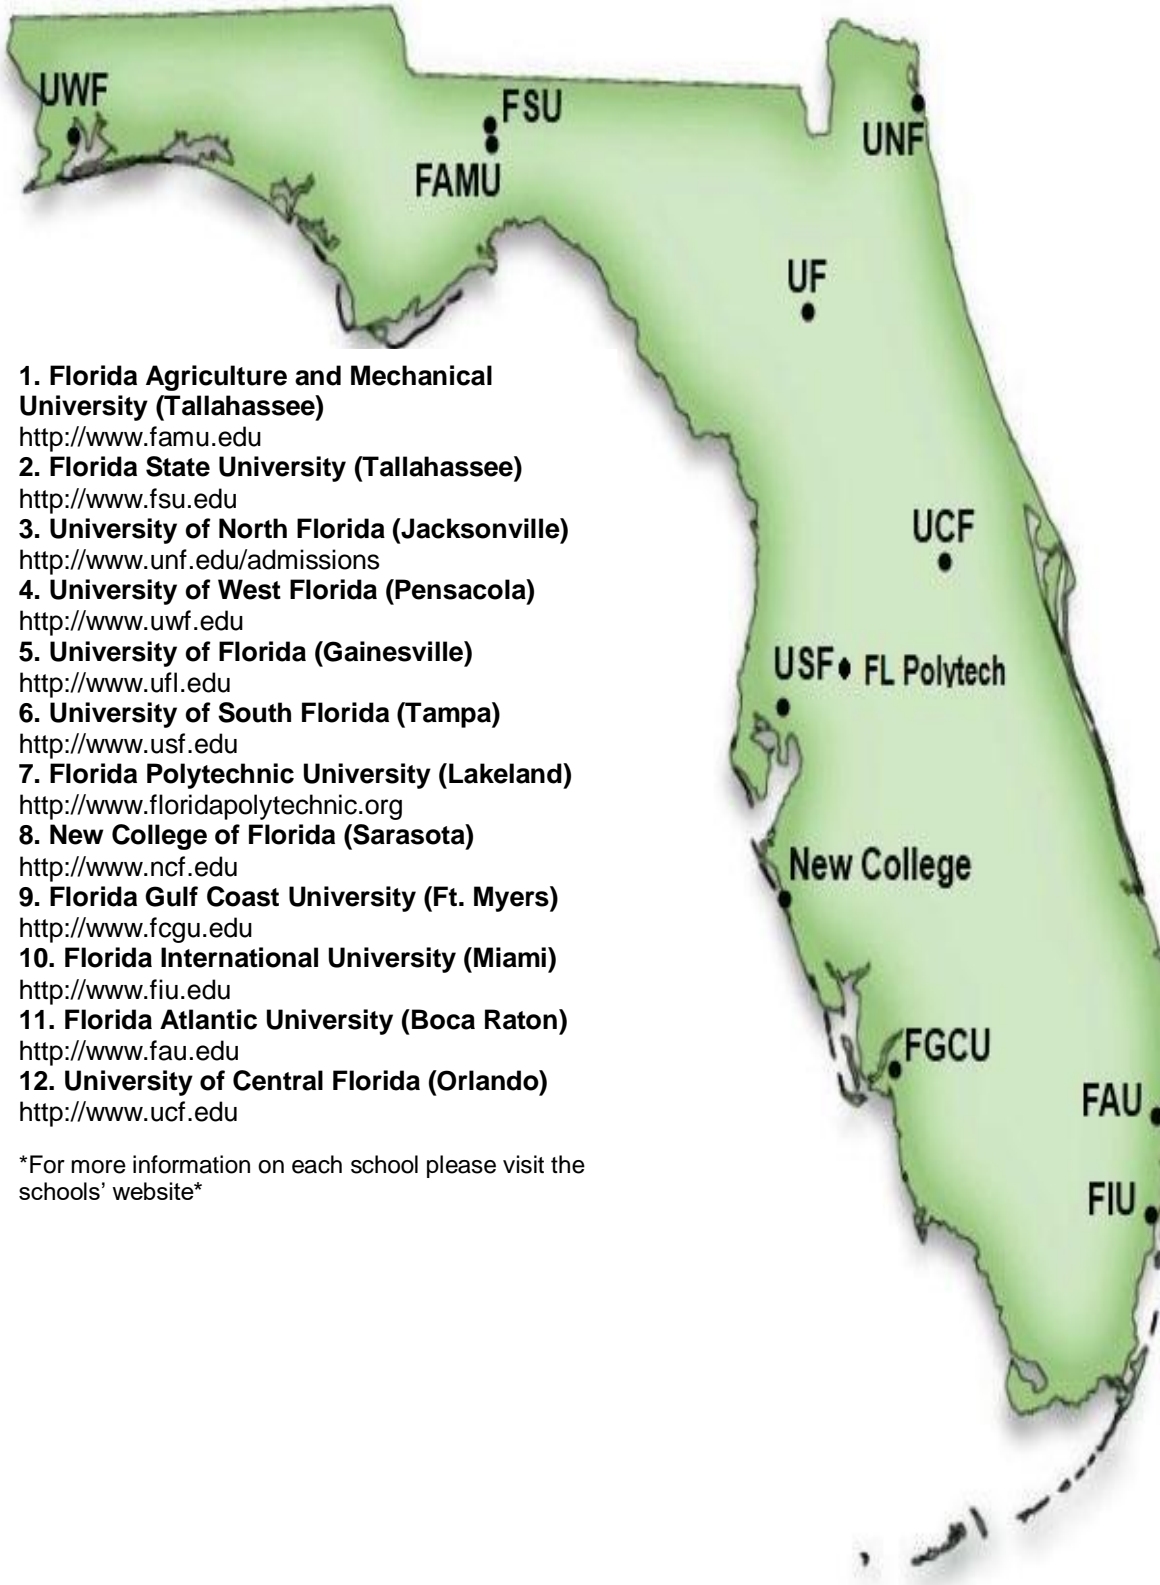 UWF
FSU
FAMU
UNF
UF
1. Florida Agriculture and Mechanical
University (Tallahassee)
http://www.famu.edu
2. Florida State University (Tallahassee)
http://www.fsu.edu
3. University of North Florida (Jacksonville)
http://www.unf.edu/admissions
4. University of West Florida (Pensacola)
http://www.uwf.edu
5. University of Florida (Gainesville)
http://www.ufl.edu
6. University of South Florida (Tampa)
http://www.usf.edu
7. Florida Polytechnic University (Lakeland)
http://www.floridapolytechnic.org
8. New College of Florida (Sarasota)
http://www.ncf.edu
9. Florida Gulf Coast University (Ft. Myers)
http://www.fcgu.edu
10. Florida International University (Miami)
http://www.fiu.edu
11. Florida Atlantic University (Boca Raton)
http://www.fau.edu
12. University of Central Florida (Orlando)
http://www.ucf.edu
*For more information on each school please visit the
schools’ website*
UCF
USF
FL Polytech
New College
FGCU
FAU
FIU